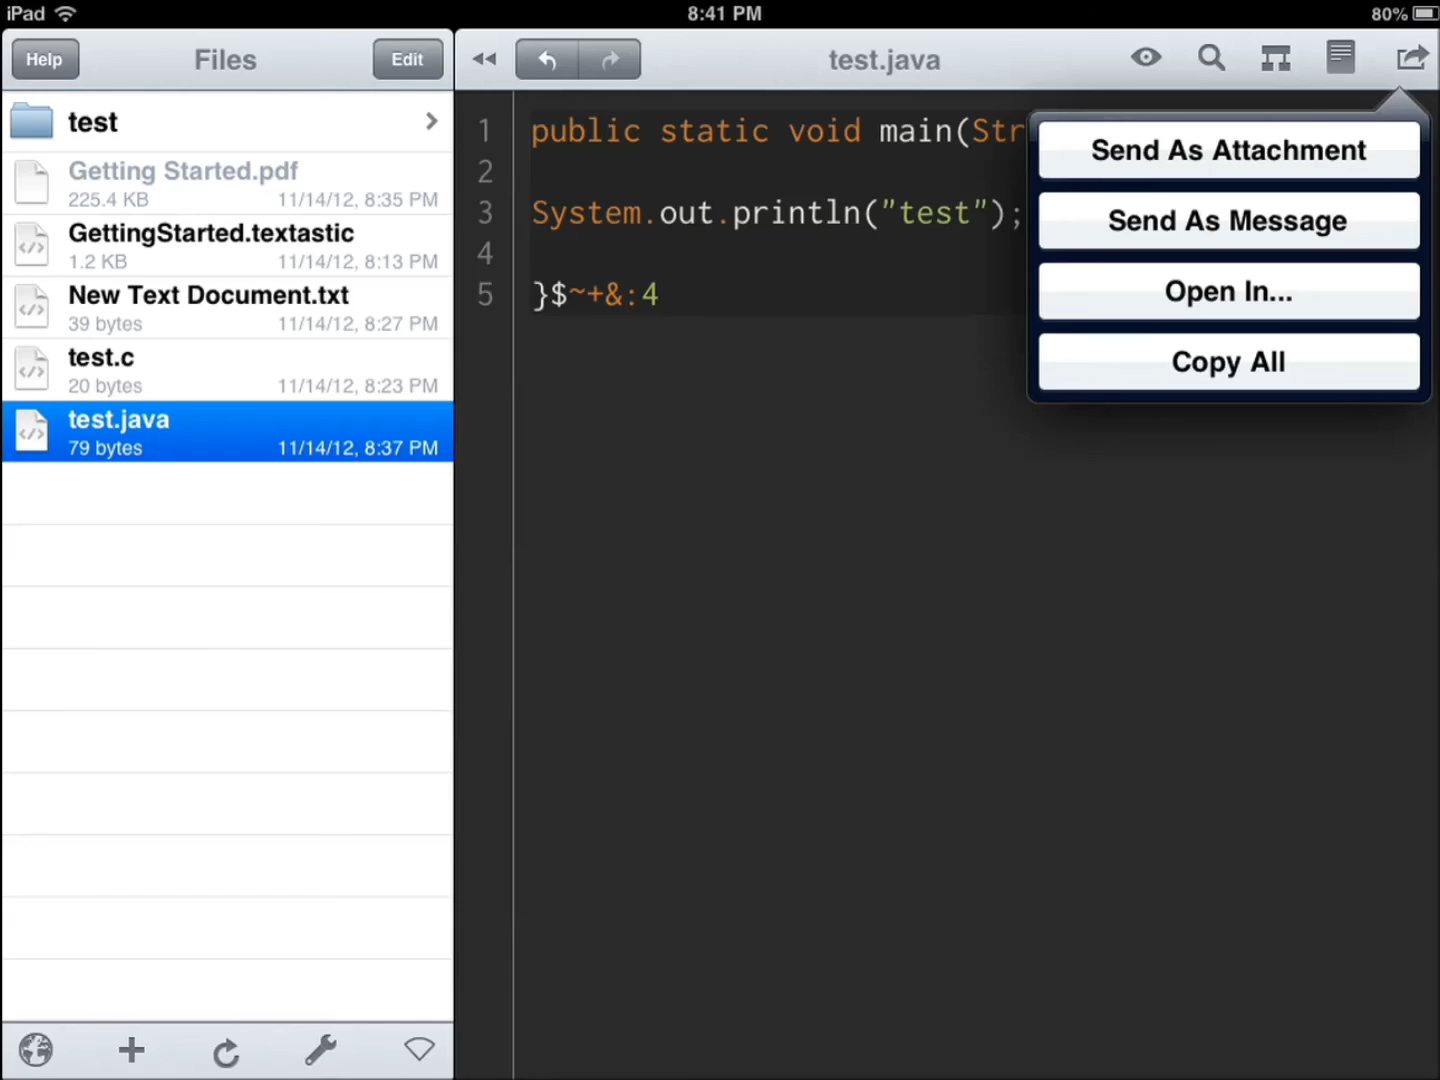 iPad 8:41 PM 80%
Help Files Edit test.java
test
Getting Started.pdf
225.4 KB 11/14/12, 8:35 PM
GettingStarted.textastic
1.2 KB 11/14/12, 8:13 PM
New Text Document.txt
39 bytes 11/14/12, 8:27 PM
test.c
20 bytes 11/14/12, 8:23 PM
test.java
79 bytes 11/14/12, 8:37 PM
1 public static void main(Str
2
3 System.out.println("test");
4
5 }$~+&:4
Send As Attachment
Send As Message
Open In...
Copy All